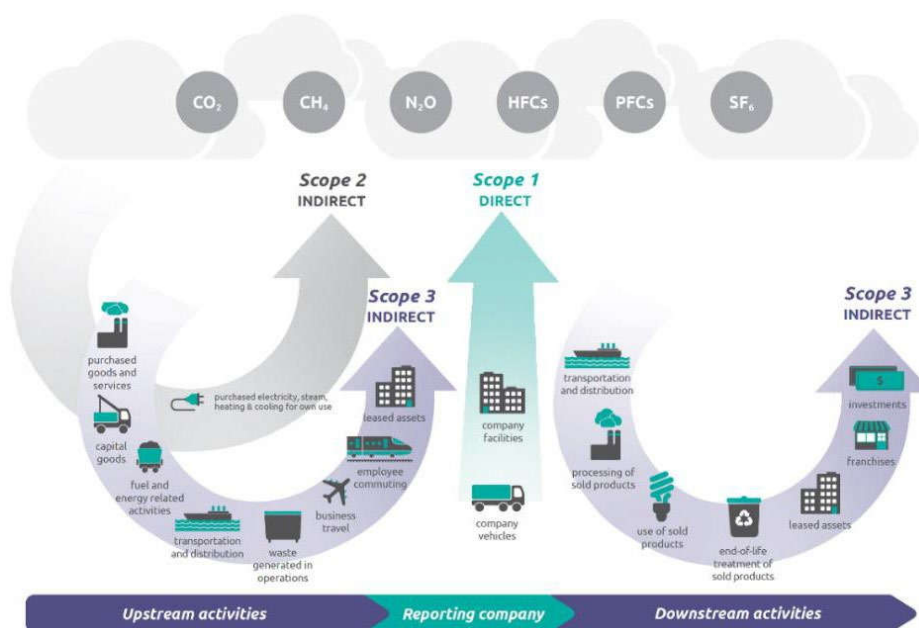 CO₂
CH₄
N₂O
HFCs
PFCs
SF₆
Scope 2
INDIRECT
Scope 1
DIRECT
Scope 3
INDIRECT
Scope 3
INDIRECT
purchased
goods and
services
capital
goods
fuel and
energy related
activities
transportation
and distribution
waste
generated in
operations
business
travel
employee
commuting
leased assets
purchased electricity, steam,
heating & cooling for own use
company
facilities
company
vehicles
transportation
and distribution
processing of
sold products
use of sold
products
end-of-life
treatment of
sold products
leased assets
franchises
investments
$
Upstream activities
Reporting company
Downstream activities